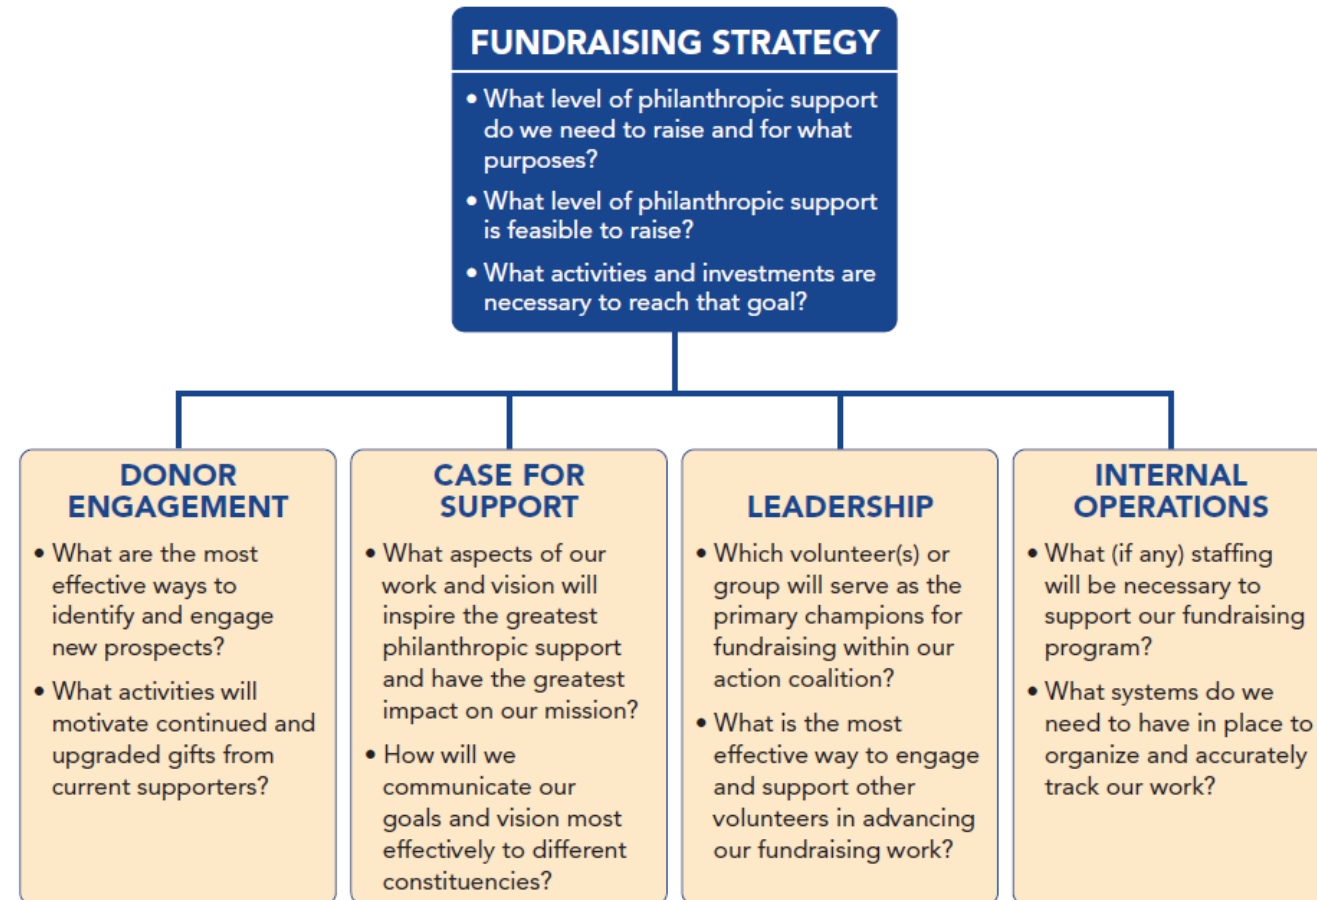 FUNDRAISING STRATEGY
• What level of philanthropic support
do we need to raise and for what
purposes?
• What level of philanthropic support
is feasible to raise?
• What activities and investments are
necessary to reach that goal?
DONOR
ENGAGEMENT
• What are the most
effective ways to
identify and engage
new prospects?
• What activities will
motivate continued and
upgraded gifts from
current supporters?
CASE FOR
SUPPORT
• What aspects of our
work and vision will
inspire the greatest
philanthropic support
and have the greatest
impact on our mission?
• How will we
communicate our
goals and vision most
effectively to different
constituencies?
LEADERSHIP
• Which volunteer(s) or
group will serve as the
primary champions for
fundraising within our
action coalition?
• What is the most
effective way to engage
and support other
volunteers in advancing
our fundraising work?
INTERNAL
OPERATIONS
• What (if any) staffing
will be necessary to
support our fundraising
program?
• What systems do we
need to have in place to
organize and accurately
track our work?